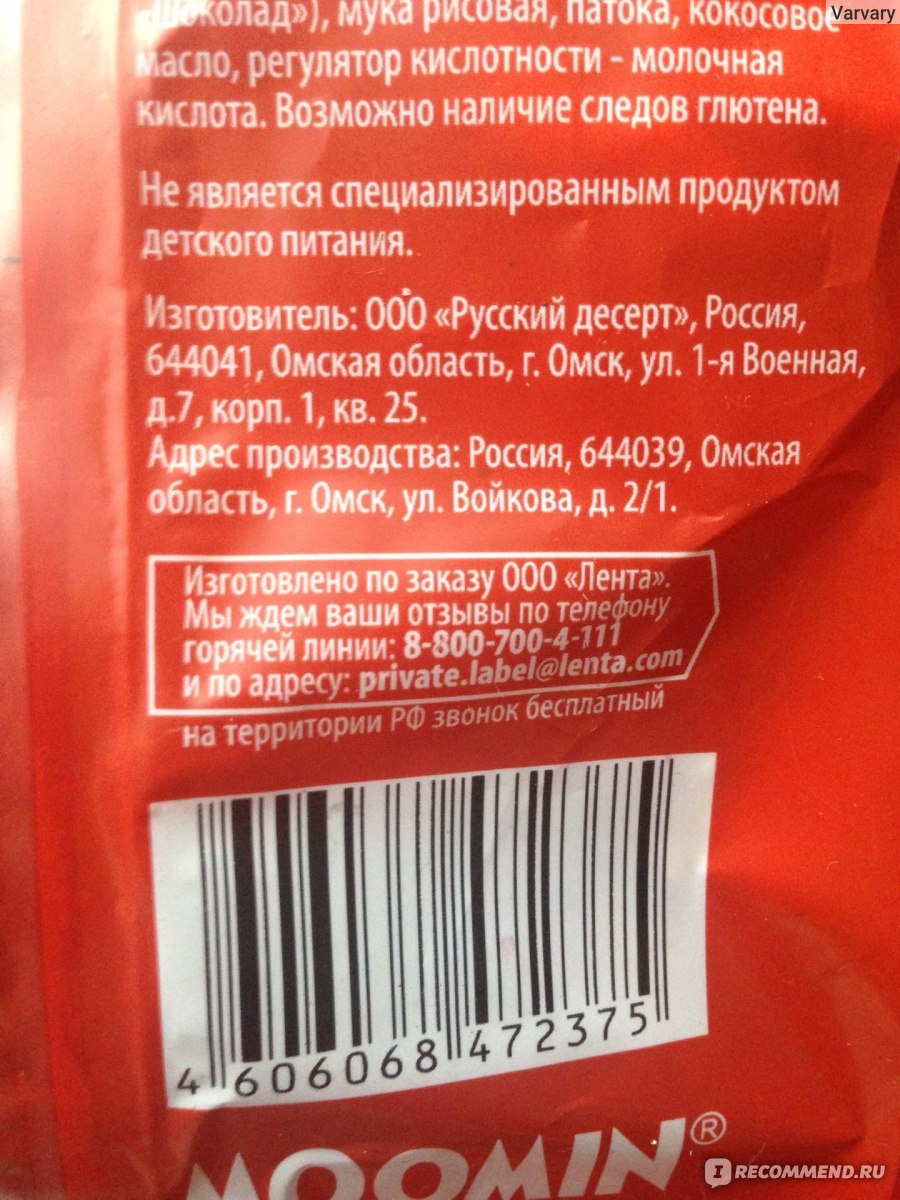 Varvary
«Шоколад»), мука рисовая, патока, кокосовое
масло, регулятор кислотности - молочная
кислота. Возможно наличие следов глютена.
Не является специализированным продуктом
детского питания.
Изготовитель: ООО «Русский десерт», Россия,
644041, Омская область, г. Омск, ул. 1-я Военная,
д.7, корп. 1, кв. 25.
Адрес производства: Россия, 644039, Омская
область, г. Омск, ул. Войкова, д. 2/1.
Изготовлено по заказу ООО «Лента».
Мы ждем ваши отзывы по телефону
горячей линии: 8-800-700-4-111
и по адресу: private.label@lenta.com
на территории РФ звонок бесплатный
4 606068 472375
MOOMIN®
IRECOMMEND.RU